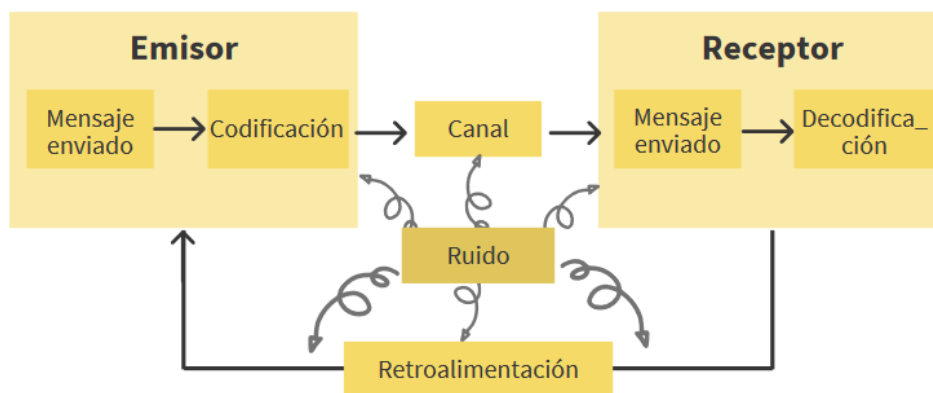 Emisor
Mensaje
enviado
Codificación
Canal
Receptor
Mensaje
enviado
Decodifica_
ción
Ruido
Retroalimentación